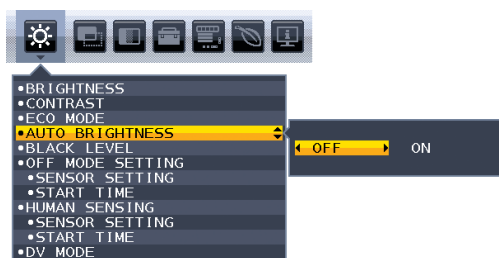 •BRIGHTNESS
•CONTRAST
•ECO MODE
•AUTO BRIGHTNESS
OFF ON
•BLACK LEVEL
•OFF MODE SETTING
•SENSOR SETTING
•START TIME
•HUMAN SENSING
•SENSOR SETTING
•START TIME
•DV MODE